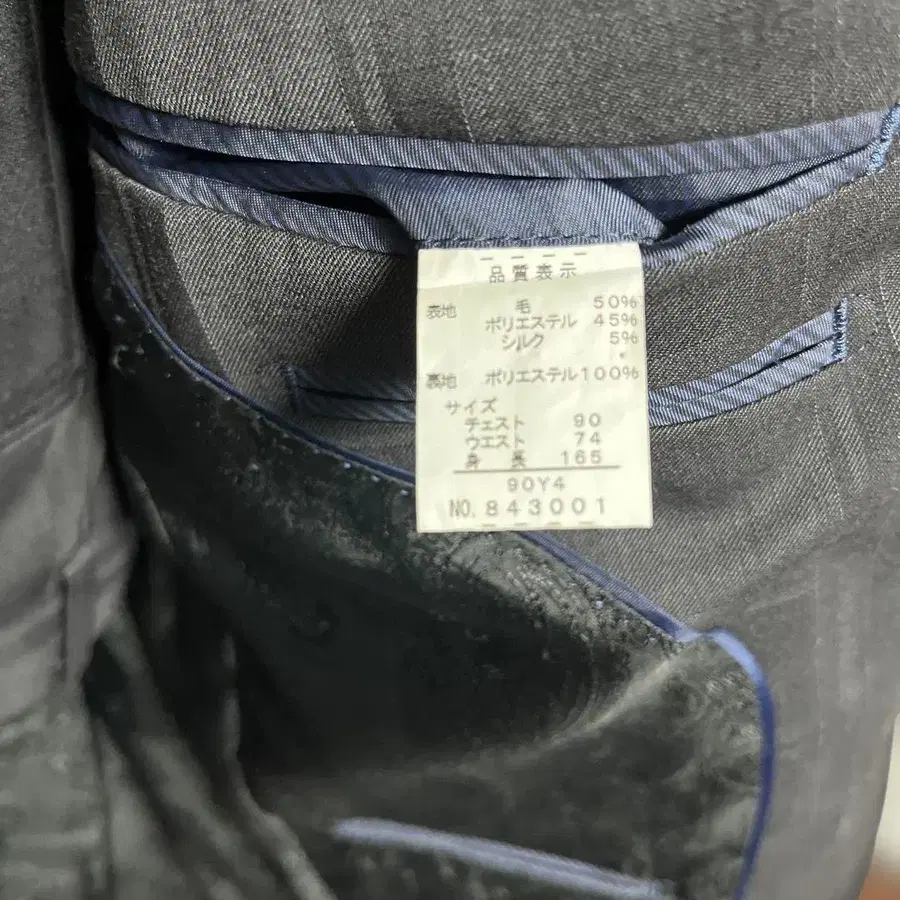 品質表示
表地 毛 50%
ポリエステル 45%
シルク 5%
裏地 ポリエステル100%
サイズ
チェスト 90
ウエスト 74
身長 165
90Y4
NO.843001